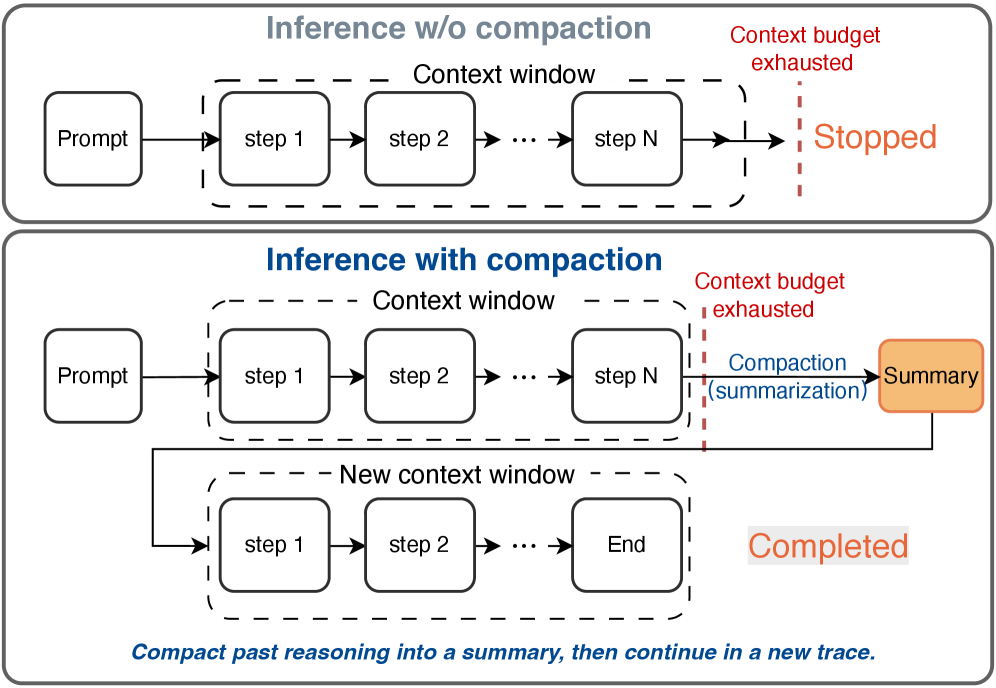 Inference w/o compaction
Context budget
exhausted
Context window
Prompt
step 1
step 2
...
step N
Stopped
Inference with compaction
Context budget
exhausted
Context window
Prompt
step 1
step 2
...
step N
Compaction
(summarization)
Summary
New context window
step 1
step 2
...
End
Completed
Compact past reasoning into a summary, then continue in a new trace.